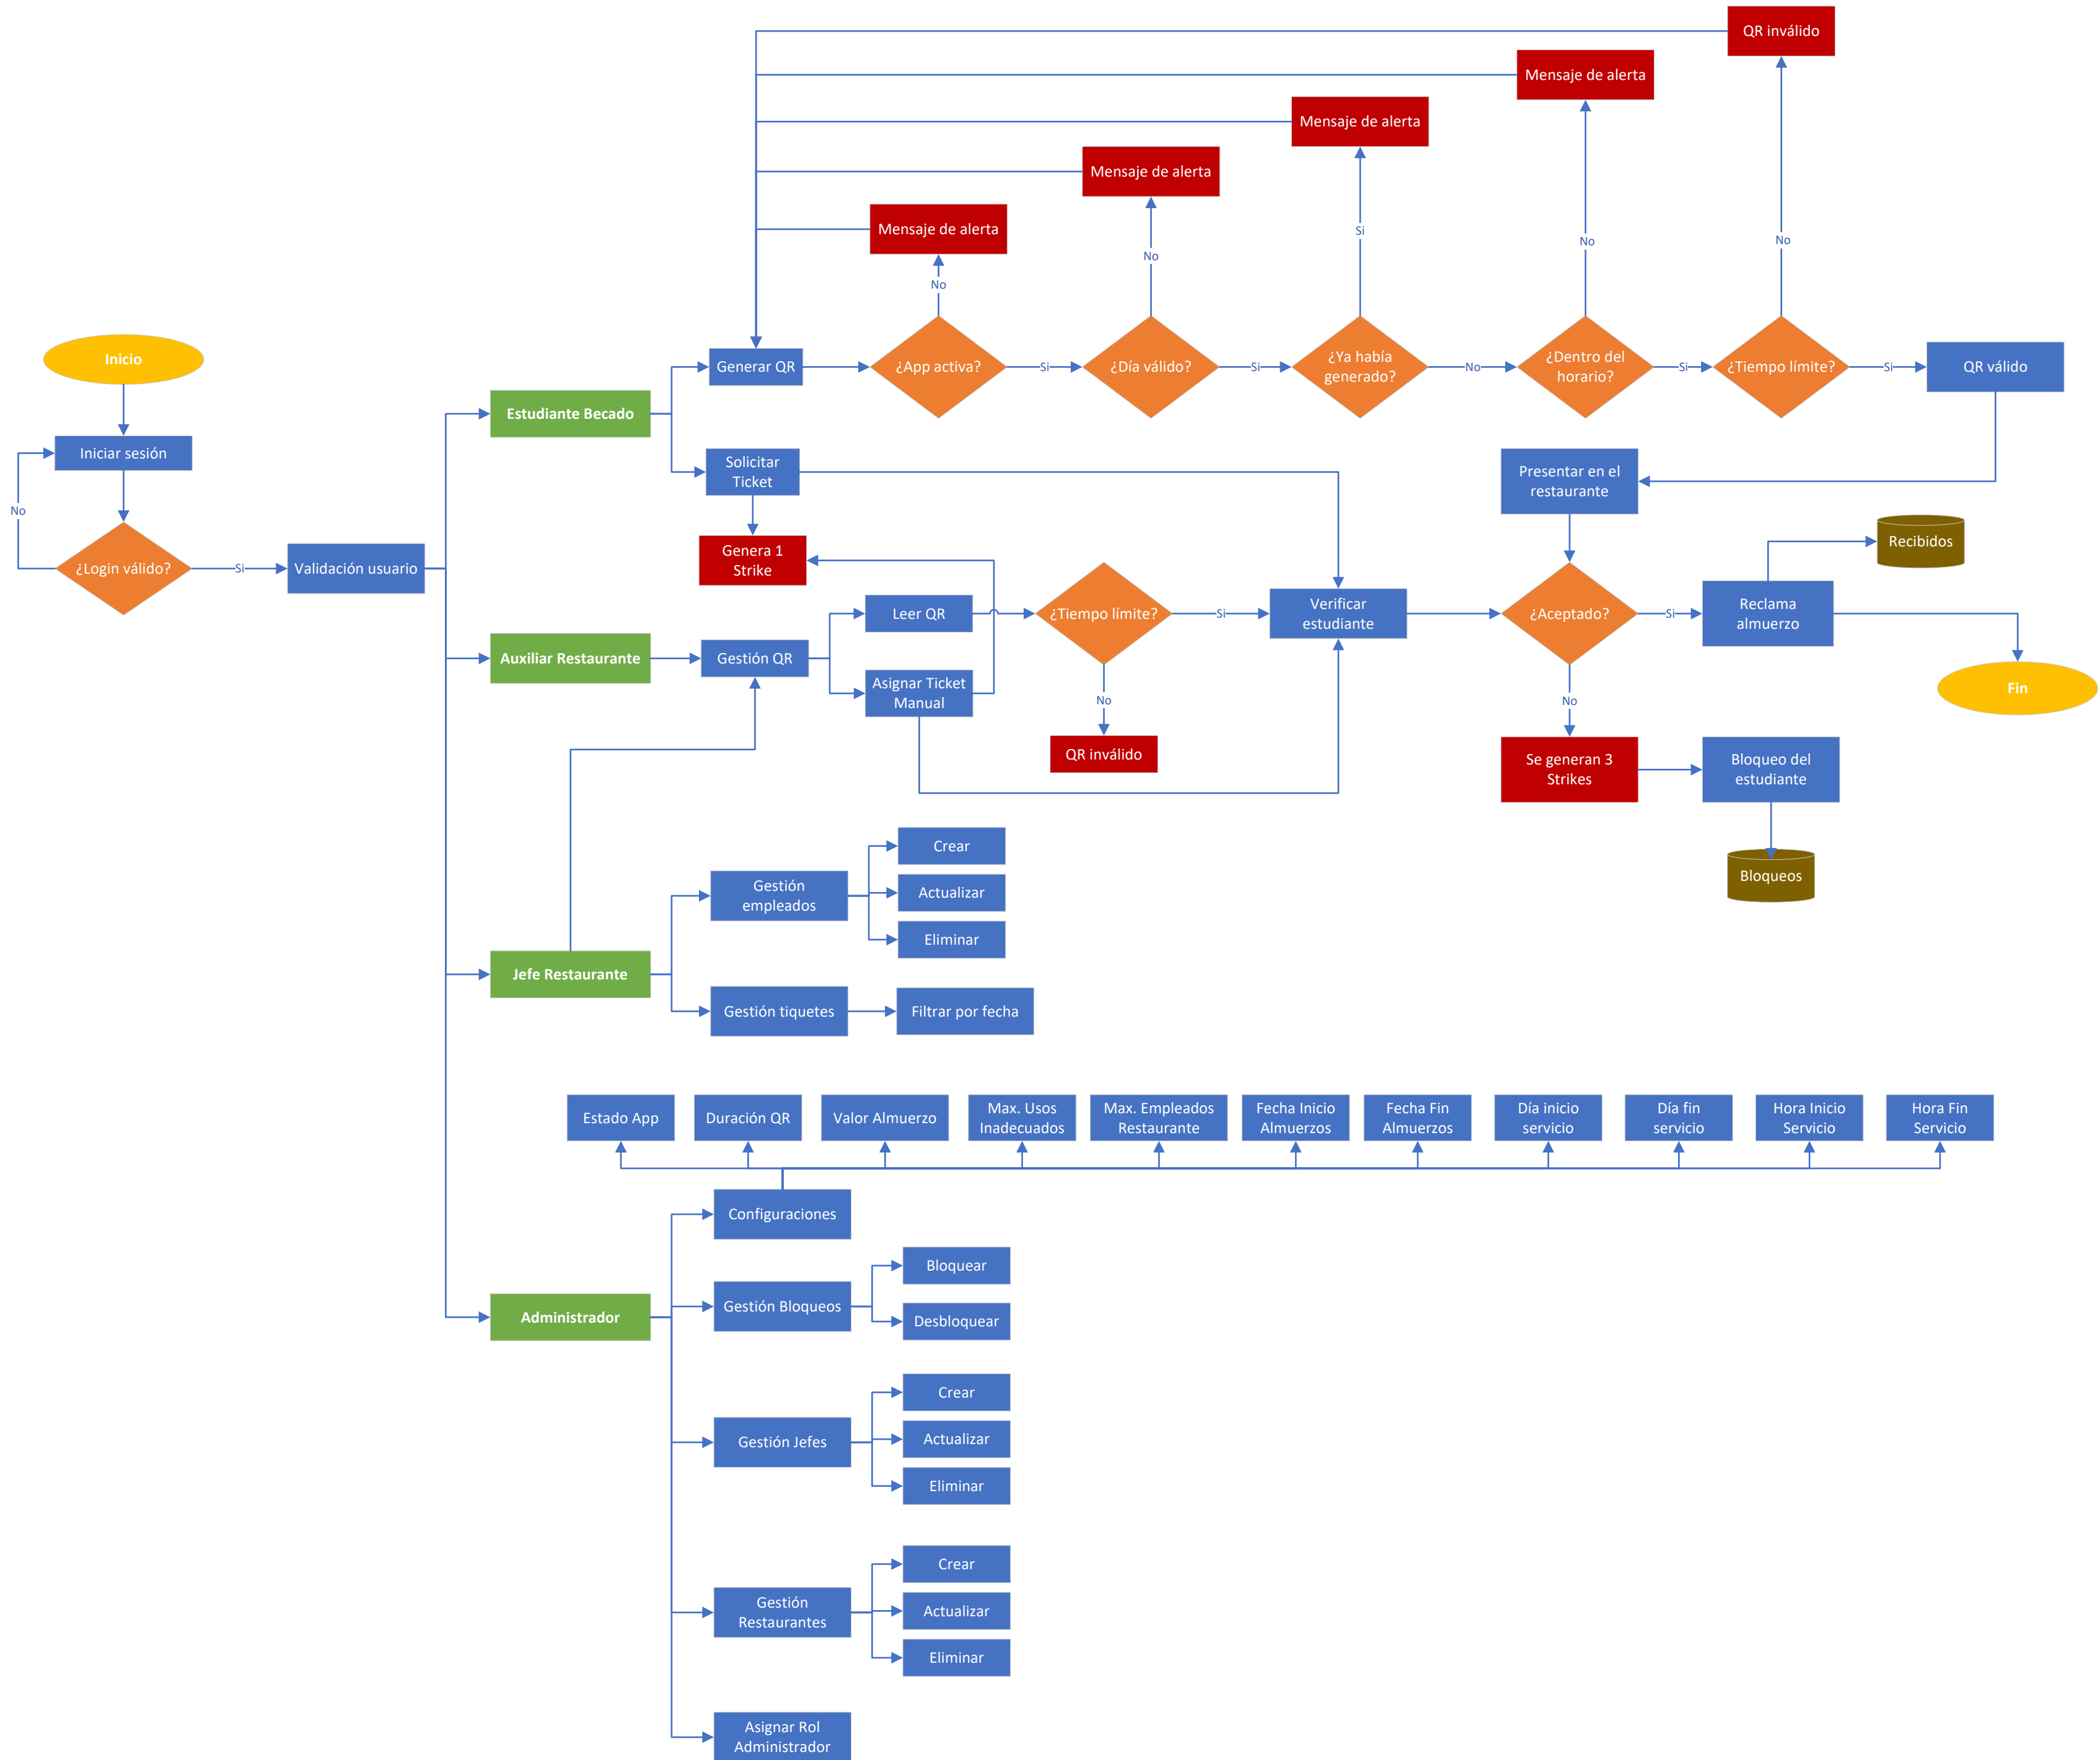 QR inválido
Mensaje de alerta
Mensaje de alerta
Mensaje de alerta
Mensaje de alerta
No
No
Si
No
No
Inicio
Generar QR
¿App activa?
Si
¿Día válido?
Si
¿Ya había
generado?
No
¿Dentro del
horario?
Si
¿Tiempo límite?
Si
QR válido
Estudiante Becado
Iniciar sesión
Solicitar
Ticket
Presentar en el
restaurante
No
¿Login válido?
Si
Validación usuario
Genera 1
Strike
Recibidos
Leer QR
¿Tiempo límite?
Si
Verificar
estudiante
¿Aceptado?
Si
Reclama
almuerzo
Auxiliar Restaurante
Gestión QR
Asignar Ticket
Manual
No
No
Fin
QR inválido
Se generan 3
Strikes
Bloqueo del
estudiante
Bloqueos
Gestión
empleados
Crear
Actualizar
Eliminar
Jefe Restaurante
Gestión tiquetes
Filtrar por fecha
Estado App
Duración QR
Valor Almuerzo
Max. Usos
Inadecuados
Max. Empleados
Restaurante
Fecha Inicio
Almuerzos
Fecha Fin
Almuerzos
Día inicio
servicio
Día fin
servicio
Hora Inicio
Servicio
Hora Fin
Servicio
Configuraciones
Administrador
Gestión Bloqueos
Bloquear
Desbloquear
Gestión Jefes
Crear
Actualizar
Eliminar
Gestión
Restaurantes
Crear
Actualizar
Eliminar
Asignar Rol
Administrador